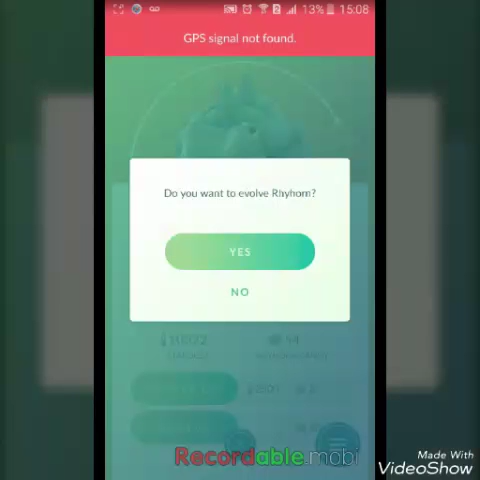 13% 15:08
GPS signal not found.
Do you want to evolve Rhyhorn?
YES
NO
Recordable.mobi
Made With
VideoShow